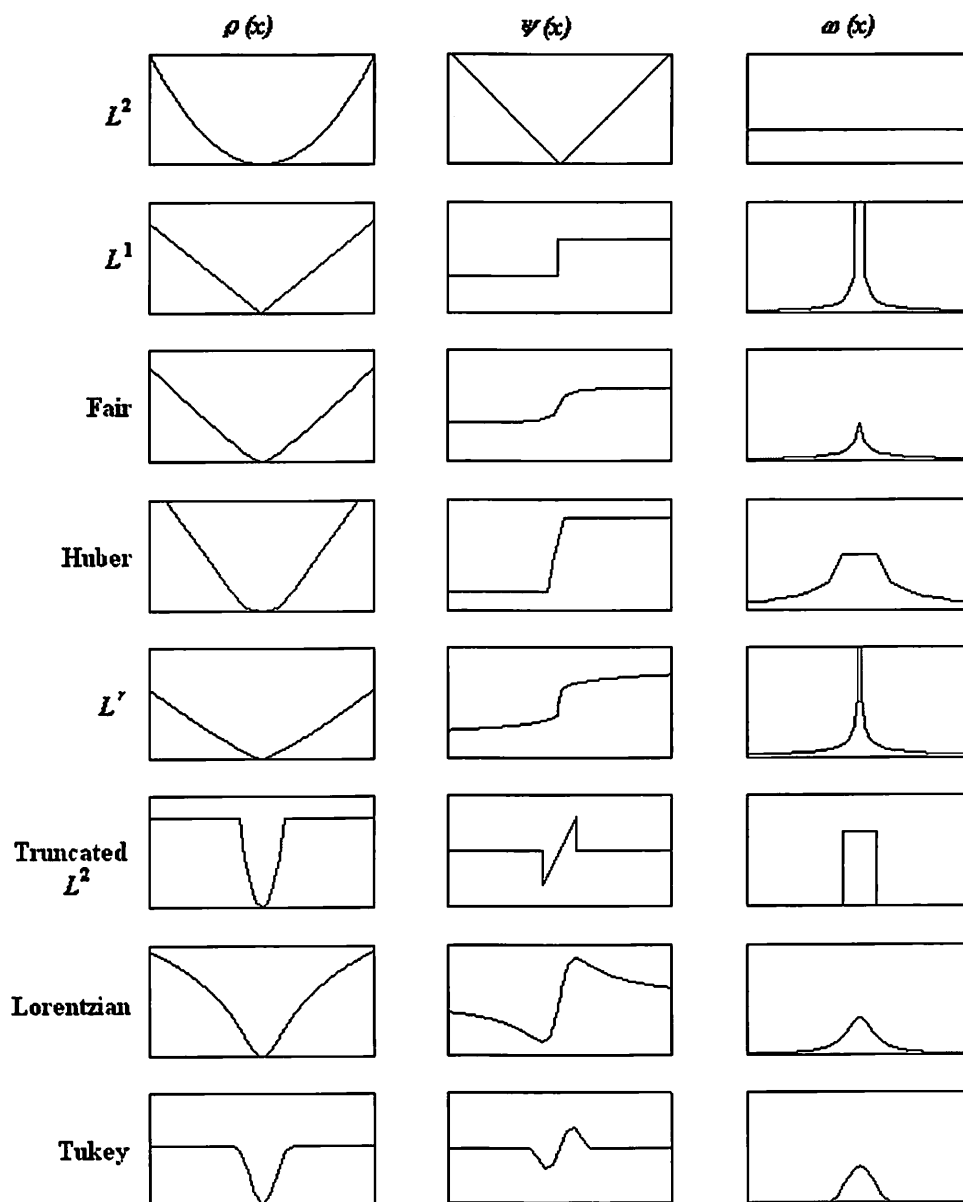 ρ (x) Ψ (x) ω (x)
L²
L¹
Fair
Huber
Lʳ
Truncated
L²
Lorentzian
Tukey